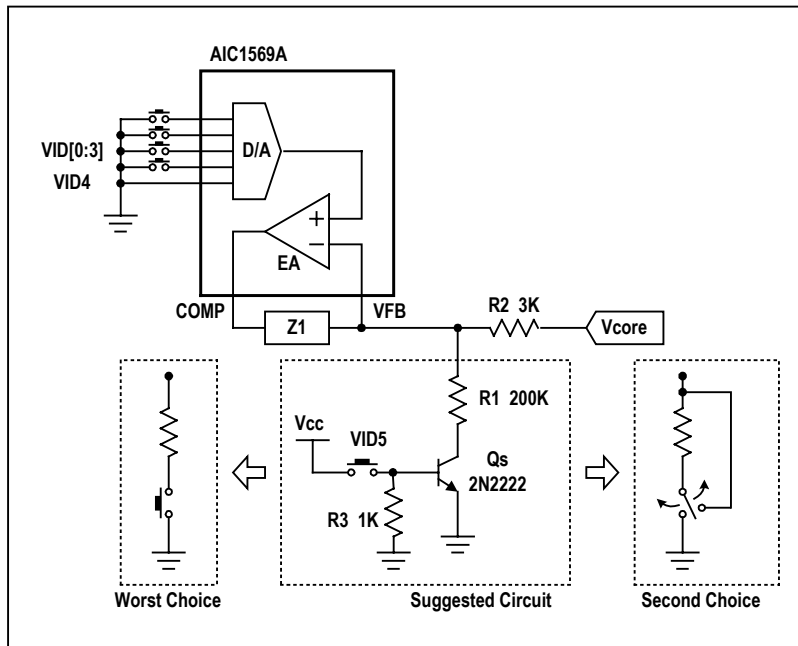 AIC1569A
VID[0:3]
VID4
D/A
+
−
EA
COMP
VFB
Z1
R2 3K
Vcore
R1 200K
Vcc
VID5
Qs
2N2222
R3 1K
Worst Choice
Suggested Circuit
Second Choice